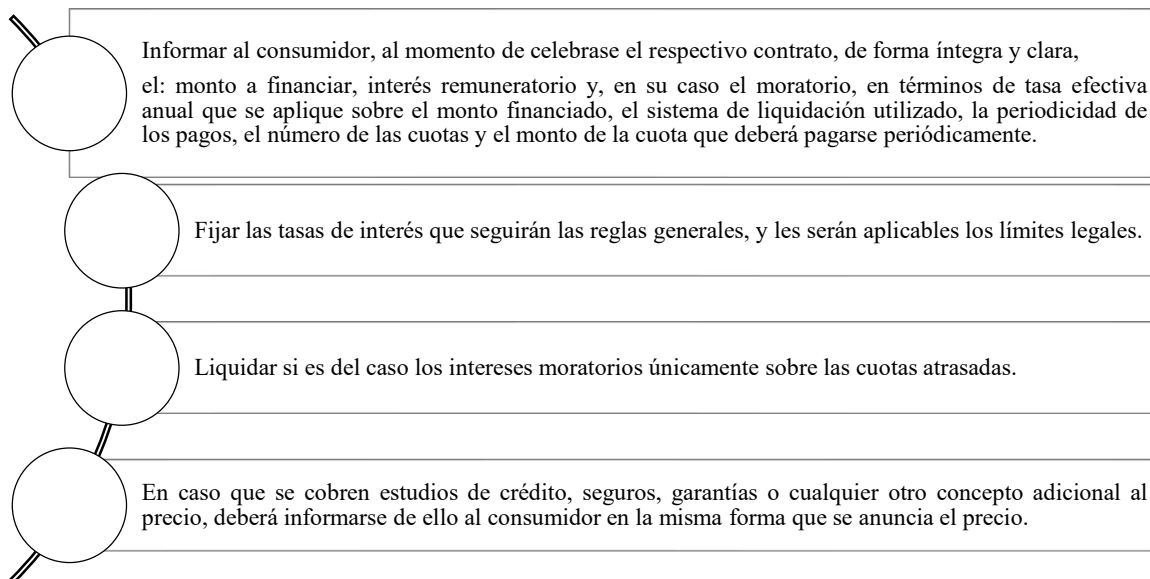 Informar al consumidor, al momento de celebrase el respectivo contrato, de forma íntegra y clara,
el: monto a financiar, interés remuneratorio y, en su caso el moratorio, en términos de tasa efectiva
anual que se aplique sobre el monto financiado, el sistema de liquidación utilizado, la periodicidad de
los pagos, el número de las cuotas y el monto de la cuota que deberá pagarse periódicamente.
Fijar las tasas de interés que seguirán las reglas generales, y les serán aplicables los límites legales.
Liquidar si es del caso los intereses moratorios únicamente sobre las cuotas atrasadas.
En caso que se cobren estudios de crédito, seguros, garantías o cualquier otro concepto adicional al
precio, deberá informarse de ello al consumidor en la misma forma que se anuncia el precio.